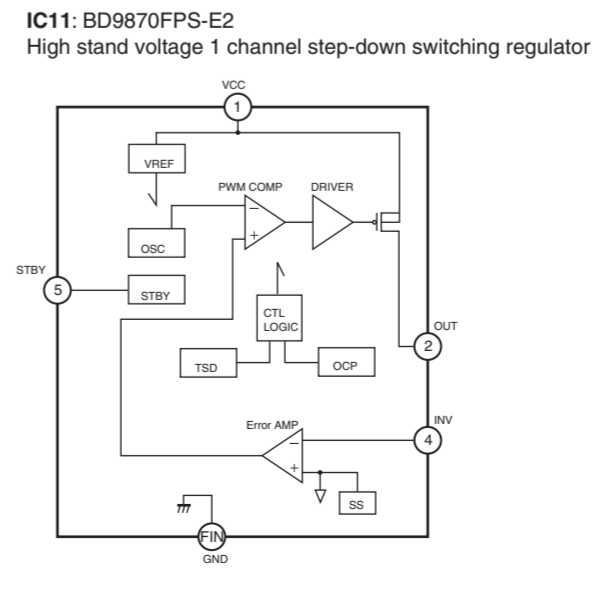 IC11: BD9870FPS-E2
High stand voltage 1 channel step-down switching regulator
VCC
1
VREF
PWM COMP
DRIVER
−
+
OSC
STBY
5
STBY
CTL
LOGIC
OUT
2
TSD
OCP
INV
4
Error AMP
−
+
SS
FIN
GND